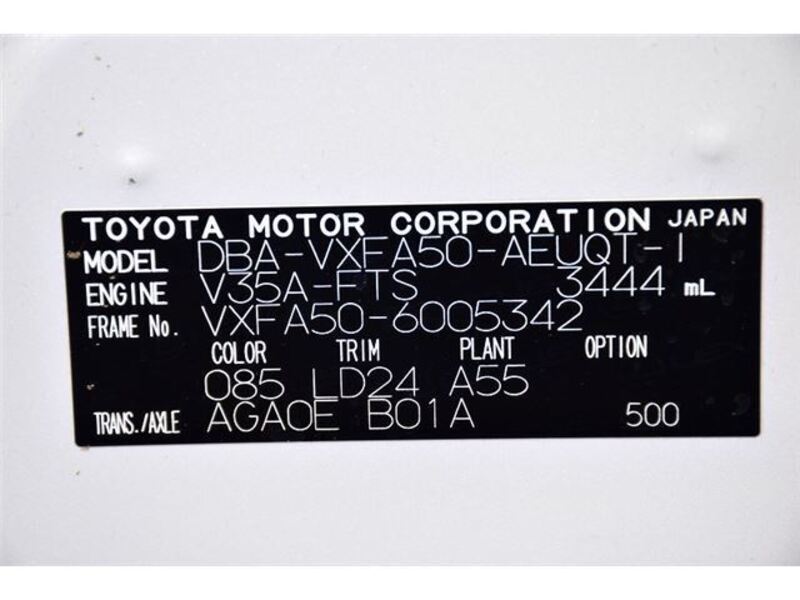 TOYOTA MOTOR CORPORATION JAPAN
MODEL DBA-VXFA50-AEUQT-I
ENGINE V35A-FTS 3444 mL
FRAME No. VXFA50-6005342
COLOR TRIM PLANT OPTION
085 LD24 A55
TRANS./AXLE AGA0E B01A 500